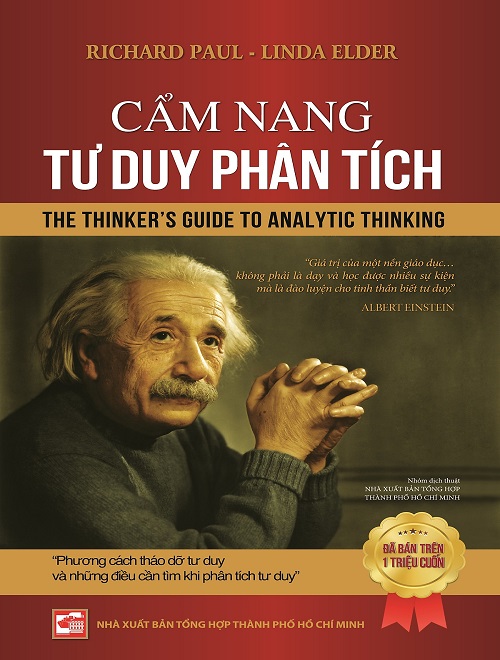 RICHARD PAUL - LINDA ELDER
CẨM NANG
TƯ DUY PHÂN TÍCH
THE THINKER'S GUIDE TO ANALYTIC THINKING
"Giá trị của một nền giáo dục...
không phải là dạy và học được nhiều sự kiện
mà là đào luyện cho tinh thần biết tư duy."
ALBERT EINSTEIN
Nhóm dịch thuật
NHÀ XUẤT BẢN TỔNG HỢP
THÀNH PHỐ HỒ CHÍ MINH
ĐÃ BÁN TRÊN
1 TRIỆU CUỐN
"Phương cách tháo dỡ tư duy
và những điều cần tìm khi phân tích tư duy"
NHÀ XUẤT BẢN TỔNG HỢP THÀNH PHỐ HỒ CHÍ MINH